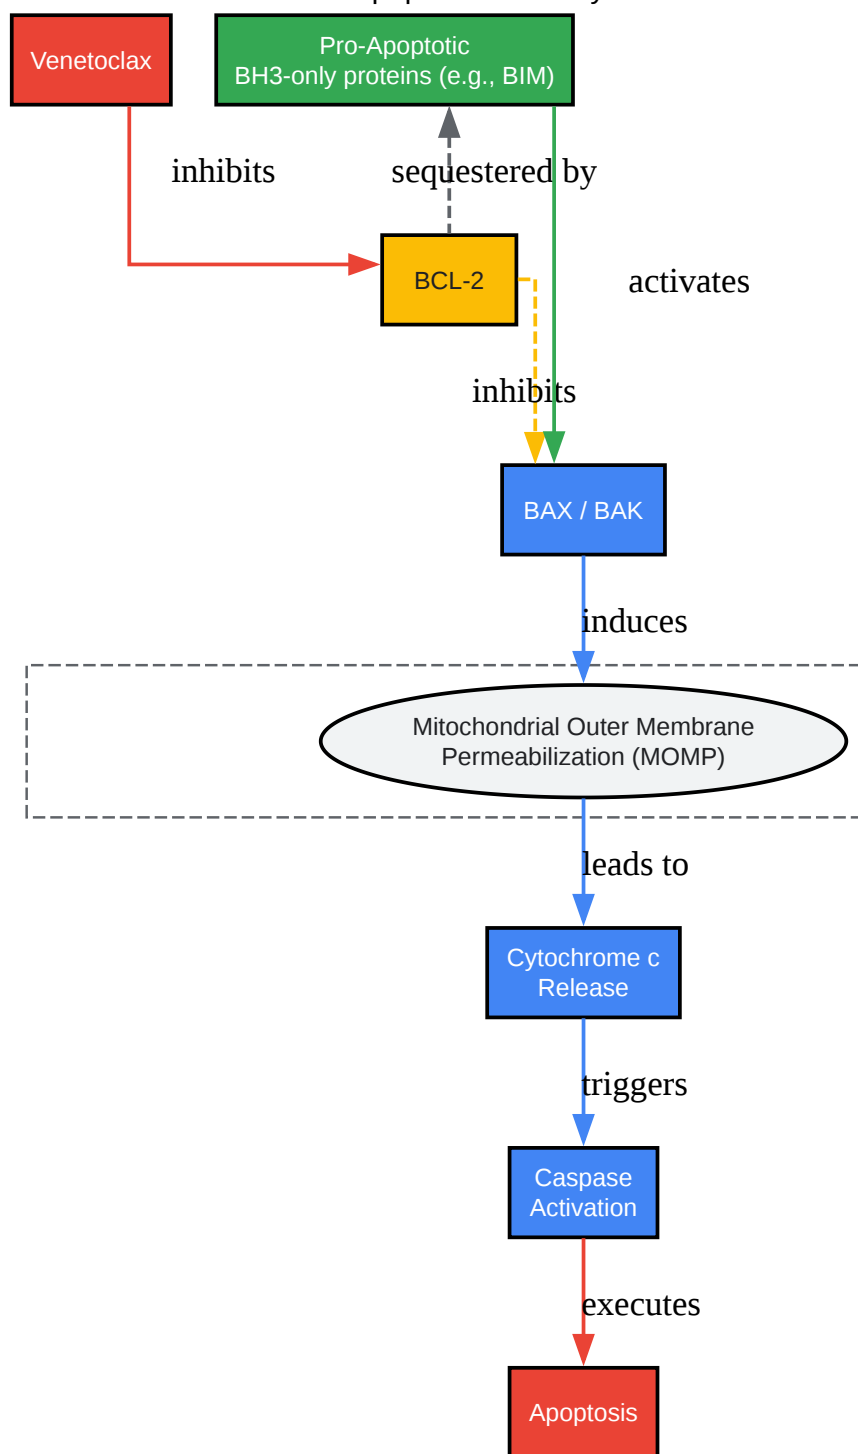 Venetoclax
Pro-Apoptotic
BH3-only proteins (e.g., BIM)
inhibits
sequestered by
BCL-2
activates
inhibits
BAX / BAK
induces
Mitochondrial Outer Membrane
Permeabilization (MOMP)
leads to
Cytochrome c
Release
triggers
Caspase
Activation
executes
Apoptosis